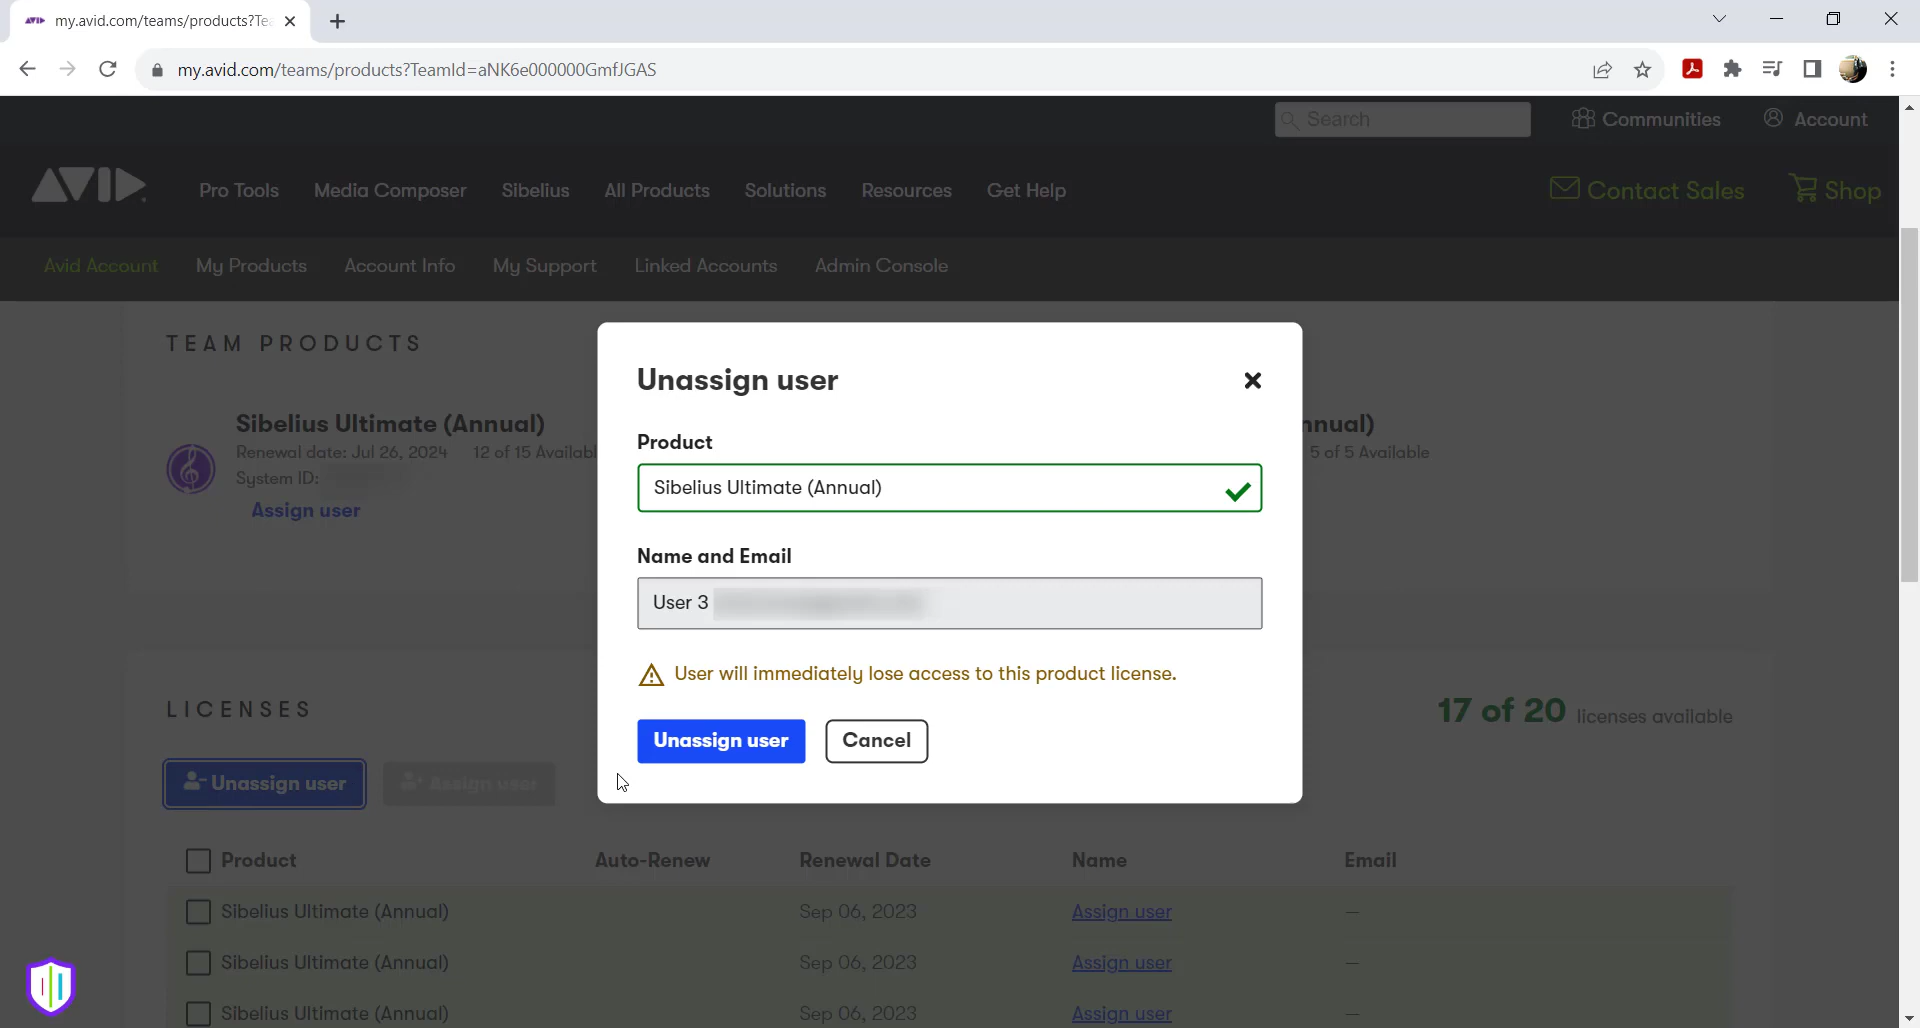 my.avid.com/teams/products?Te
my.avid.com/teams/products?TeamId=aNK6e000000GmfJGAS
Search
Communities
Account
AVID
Pro Tools
Media Composer
Sibelius
All Products
Solutions
Resources
Get Help
Contact Sales
Shop
Avid Account
My Products
Account Info
My Support
Linked Accounts
Admin Console
TEAM PRODUCTS
Sibelius Ultimate (Annual)
Renewal date: Jul 26, 2024 12 of 15 Availabl
System ID:
Assign user
nnual)
5 of 5 Available
Unassign user
Product
Sibelius Ultimate (Annual)
Name and Email
User 3
User will immediately lose access to this product license.
Unassign user
Cancel
LICENSES
17 of 20 licenses available
Unassign user
Assign user
Product Auto-Renew Renewal Date Name Email
Sibelius Ultimate (Annual) Sep 06, 2023 Assign user —
Sibelius Ultimate (Annual) Sep 06, 2023 Assign user —
Sibelius Ultimate (Annual) Sep 06, 2023 Assign user —